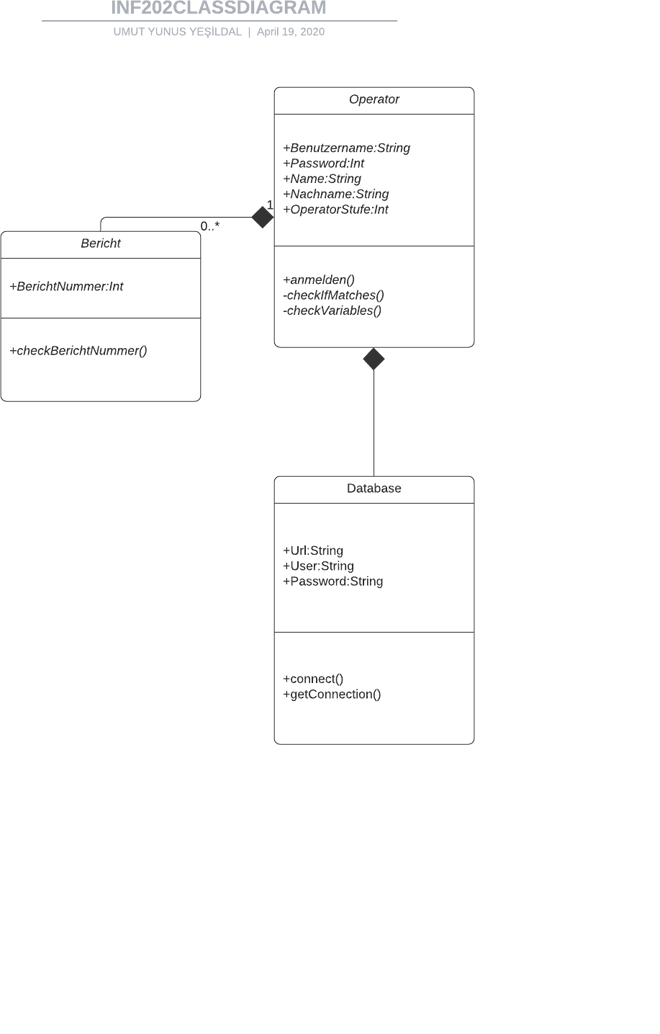 INF202CLASSDIAGRAM
UMUT YUNUS YEŞİLDAL | April 19, 2020
Operator
+Benutzername:String
+Password:Int
+Name:String
+Nachname:String
+OperatorStufe:Int
1
0..*
+anmelden()
-checkIfMatches()
-checkVariables()
Bericht
+BerichtNummer:Int
+checkBerichtNummer()
Database
+Url:String
+User:String
+Password:String
+connect()
+getConnection()